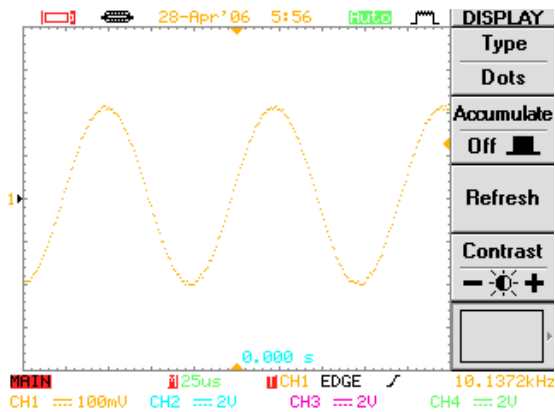 28-Apr'06 5:56 Auto
DISPLAY
Type
Dots
Accumulate
Off
Refresh
Contrast
1
0.000 s
MAIN M 25us T CH1 EDGE 10.1372kHz
CH1 100mV CH2 2V CH3 2V CH4 2V